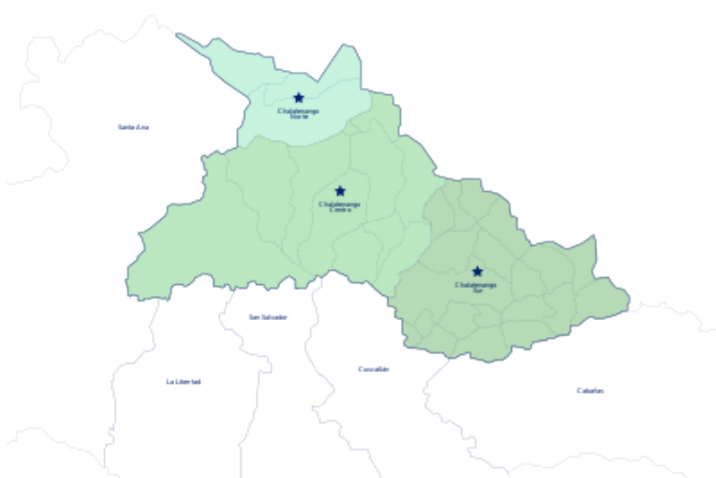 Chalatenango
Norte
Santa Ana
Chalatenango
Centro
Chalatenango
Sur
San Salvador
Cuscatlán
La Libertad
Cabañas